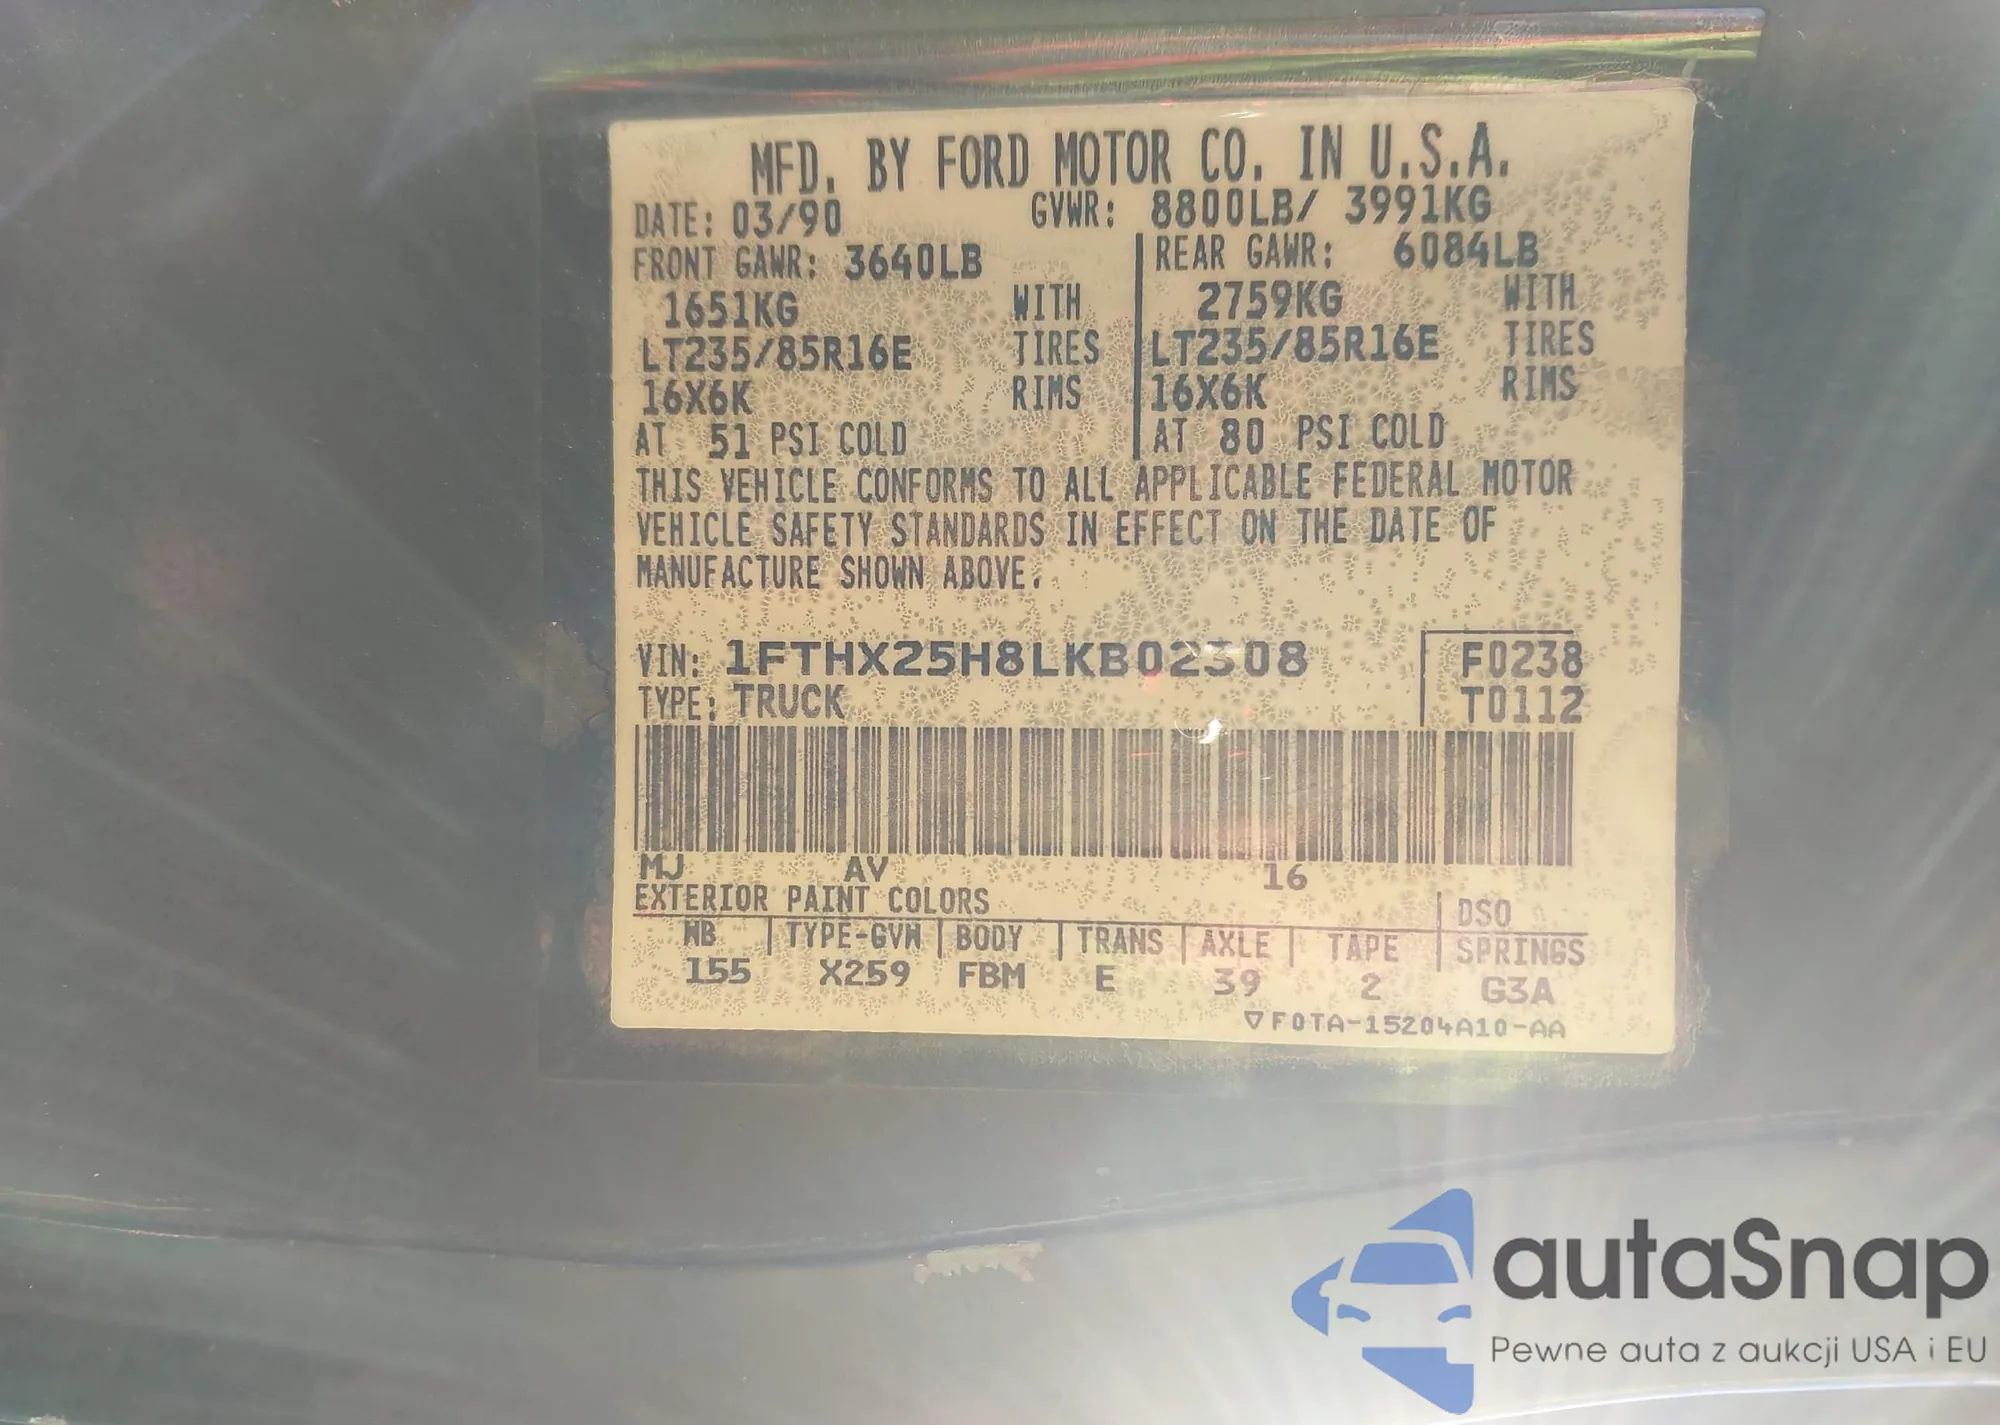 MFD. BY FORD MOTOR CO. IN U.S.A.
DATE: 03/90 GVWR: 8800LB/ 3991KG
FRONT GAWR: 3640LB REAR GAWR: 6084LB
1651KG WITH 2759KG WITH
LT235/85R16E TIRES LT235/85R16E TIRES
16X6K RIMS 16X6K RIMS
AT 51 PSI COLD AT 80 PSI COLD
THIS VEHICLE CONFORMS TO ALL APPLICABLE FEDERAL MOTOR
VEHICLE SAFETY STANDARDS IN EFFECT ON THE DATE OF
MANUFACTURE SHOWN ABOVE.
VIN: 1FTHX25H8LKB02308 F0238
TYPE: TRUCK T0112
MJ AV 16
EXTERIOR PAINT COLORS DSO
WB TYPE-GVW BODY TRANS AXLE TAPE SPRINGS
155 X259 FBM E 39 2 G3A
▽F0TA-15204A10-AA
autaSnap
Pewne auta z aukcji USA i EU